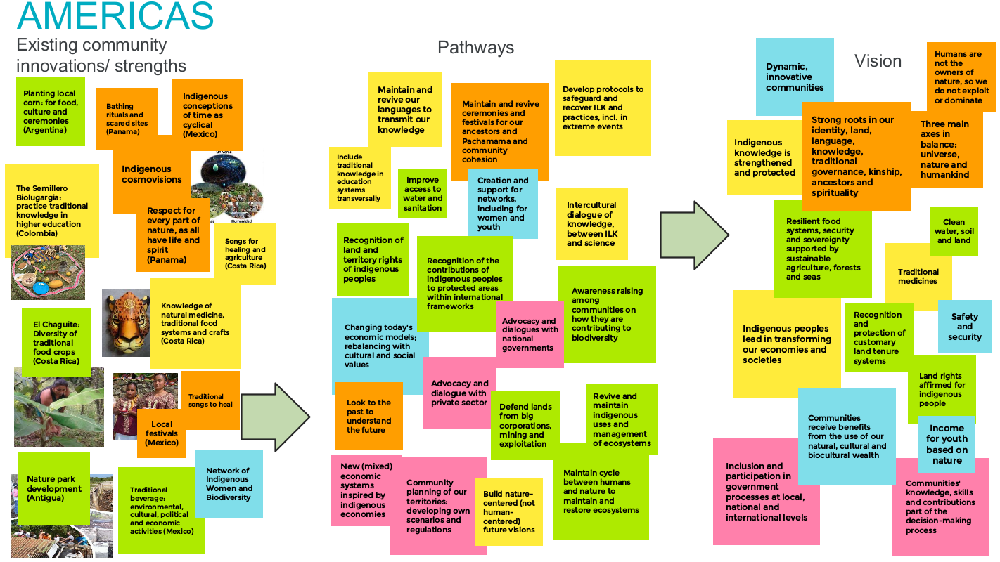 AMERICAS
Existing community
innovations/ strengths
Planting local
corn: for food,
culture and
ceremonies
(Argentina)
Bathing
rituals and
scared sites
(Panama)
Indigenous
conceptions
of time as
cyclical
(Mexico)
Indigenous
cosmovisions
Universo
Humanidad
The Semillero
Biolugargia:
practice traditional
knowledge in
higher education
(Colombia)
Respect for
every part of
nature, as all
have life and
spirit
(Panama)
Songs for
healing and
agriculture
(Costa Rica)
Knowledge of
natural medicine,
traditional food
systems and crafts
(Costa Rica)
El Chaguite:
Diversity of
traditional
food crops
(Costa Rica)
Traditional
songs to heal
Local
festivals
(Mexico)
Nature park
development
(Antigua)
Traditional
beverage:
environmental,
cultural, political
and economic
activities (Mexico)
Network of
Indigenous
Women and
Biodiversity
Pathways
Maintain and
revive our
languages to
transmit our
knowledge
Maintain and revive
ceremonies and
festivals for our
ancestors and
Pachamama and
community
cohesion
Develop protocols to
safeguard and
recover ILK and
practices, incl. in
extreme events
Include
traditional
knowledge in
education
systems
transversally
Improve
access to
water and
sanitation
Creation and
support for
networks,
including for
women and
youth
Intercultural
dialogue of
knowledge,
between ILK
and science
Recognition of
land and
territory rights
of indigenous
peoples
Recognition of the
contributions of
indigenous peoples
to protected areas
within international
frameworks
Awareness raising
among
communities on
how they are
contributing to
biodiversity
Changing today's
economic models;
rebalancing with
cultural and social
values
Advocacy and
dialogues with
national
governments
Advocacy and
dialogue with
private sector
Look to the
past to
understand
the future
Defend lands
from big
corporations,
mining and
exploitation
Revive and
maintain
indigenous
uses and
management
of ecosystems
New (mixed)
economic
systems
inspired by
indigenous
economies
Community
planning of our
territories:
developing own
scenarios and
regulations
Build nature-
centered (not
human-
centered)
future visions
Maintain cycle
between humans
and nature to
maintain and
restore ecosystems
Vision
Dynamic,
innovative
communities
Humans are
not the
owners of
nature, so we
do not exploit
or dominate
Indigenous
knowledge is
strengthened
and protected
Strong roots in our
identity, land,
language,
knowledge,
traditional
governance, kinship,
ancestors and
spirituality
Three main
axes in
balance:
universe,
nature and
humankind
Resilient food
systems, security
and sovereignty
supported by
sustainable
agriculture, forests
and seas
Clean
water, soil
and land
Traditional
medicines
Indigenous peoples
lead in transforming
our economies and
societies
Recognition
and
protection of
customary
land tenure
systems
Safety
and
security
Land rights
affirmed for
indigenous
people
Communities
receive benefits
from the use of our
natural, cultural and
biocultural wealth
Income
for youth
based on
nature
Inclusion and
participation in
government
processes at local,
national and
international levels
Communities'
knowledge, skills
and contributions
part of the
decision-making
process